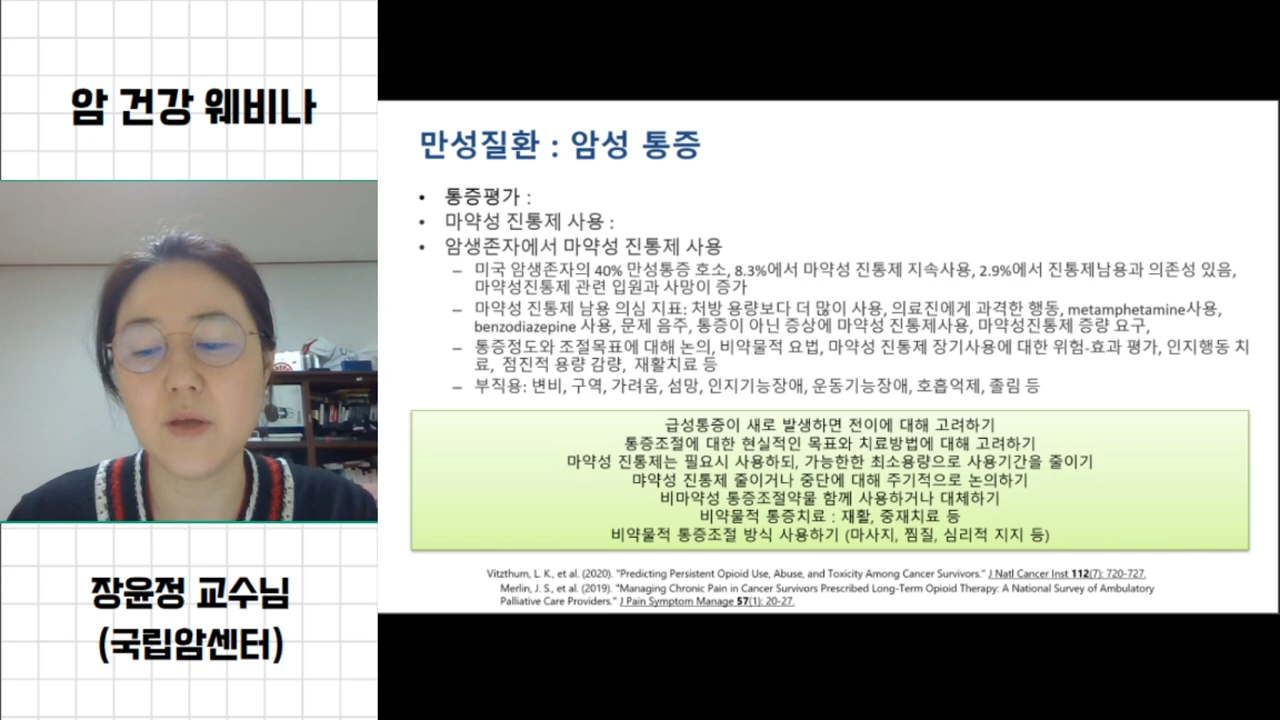 암 건강 웨비나
장윤정 교수님
(국립암센터)
만성질환 : 암성 통증
• 통증평가 :
• 마약성 진통제 사용 :
• 암생존자에서 마약성 진통제 사용
– 미국 암생존자의 40% 만성통증 호소, 8.3%에서 마약성 진통제 지속사용, 2.9%에서 진통제남용과 의존성 있음,
마약성진통제 관련 입원과 사망이 증가
– 마약성 진통제 남용 의심 지표: 처방 용량보다 더 많이 사용, 의료진에게 과격한 행동, metamphetamine사용,
benzodiazepine 사용, 문제 음주, 통증이 아닌 증상에 마약성 진통제사용, 마약성진통제 증량 요구,
– 통증정도와 조절목표에 대해 논의, 비약물적 요법, 마약성 진통제 장기사용에 대한 위험-효과 평가, 인지행동 치
료, 점진적 용량 감량, 재활치료 등
– 부직용: 변비, 구역, 가려움, 섬망, 인지기능장애, 운동기능장애, 호흡억제, 졸림 등
급성통증이 새로 발생하면 전이에 대해 고려하기
통증조절에 대한 현실적인 목표와 치료방법에 대해 고려하기
마약성 진통제는 필요시 사용하되, 가능한한 최소용량으로 사용기간을 줄이기
먀약성 진통제 줄이거나 중단에 대해 주기적으로 논의하기
비마약성 통증조절약물 함께 사용하거나 대체하기
비약물적 통증치료 : 재활, 중재치료 등
비약물적 통증조절 방식 사용하기 (마사지, 찜질, 심리적 지지 등)
Vitzthum, L. K., et al. (2020). "Predicting Persistent Opioid Use, Abuse, and Toxicity Among Cancer Survivors." J Natl Cancer Inst 112(7): 720-727.
Merlin, J. S., et al. (2019). "Managing Chronic Pain in Cancer Survivors Prescribed Long-Term Opioid Therapy: A National Survey of Ambulatory
Palliative Care Providers." J Pain Symptom Manage 57(1): 20-27.